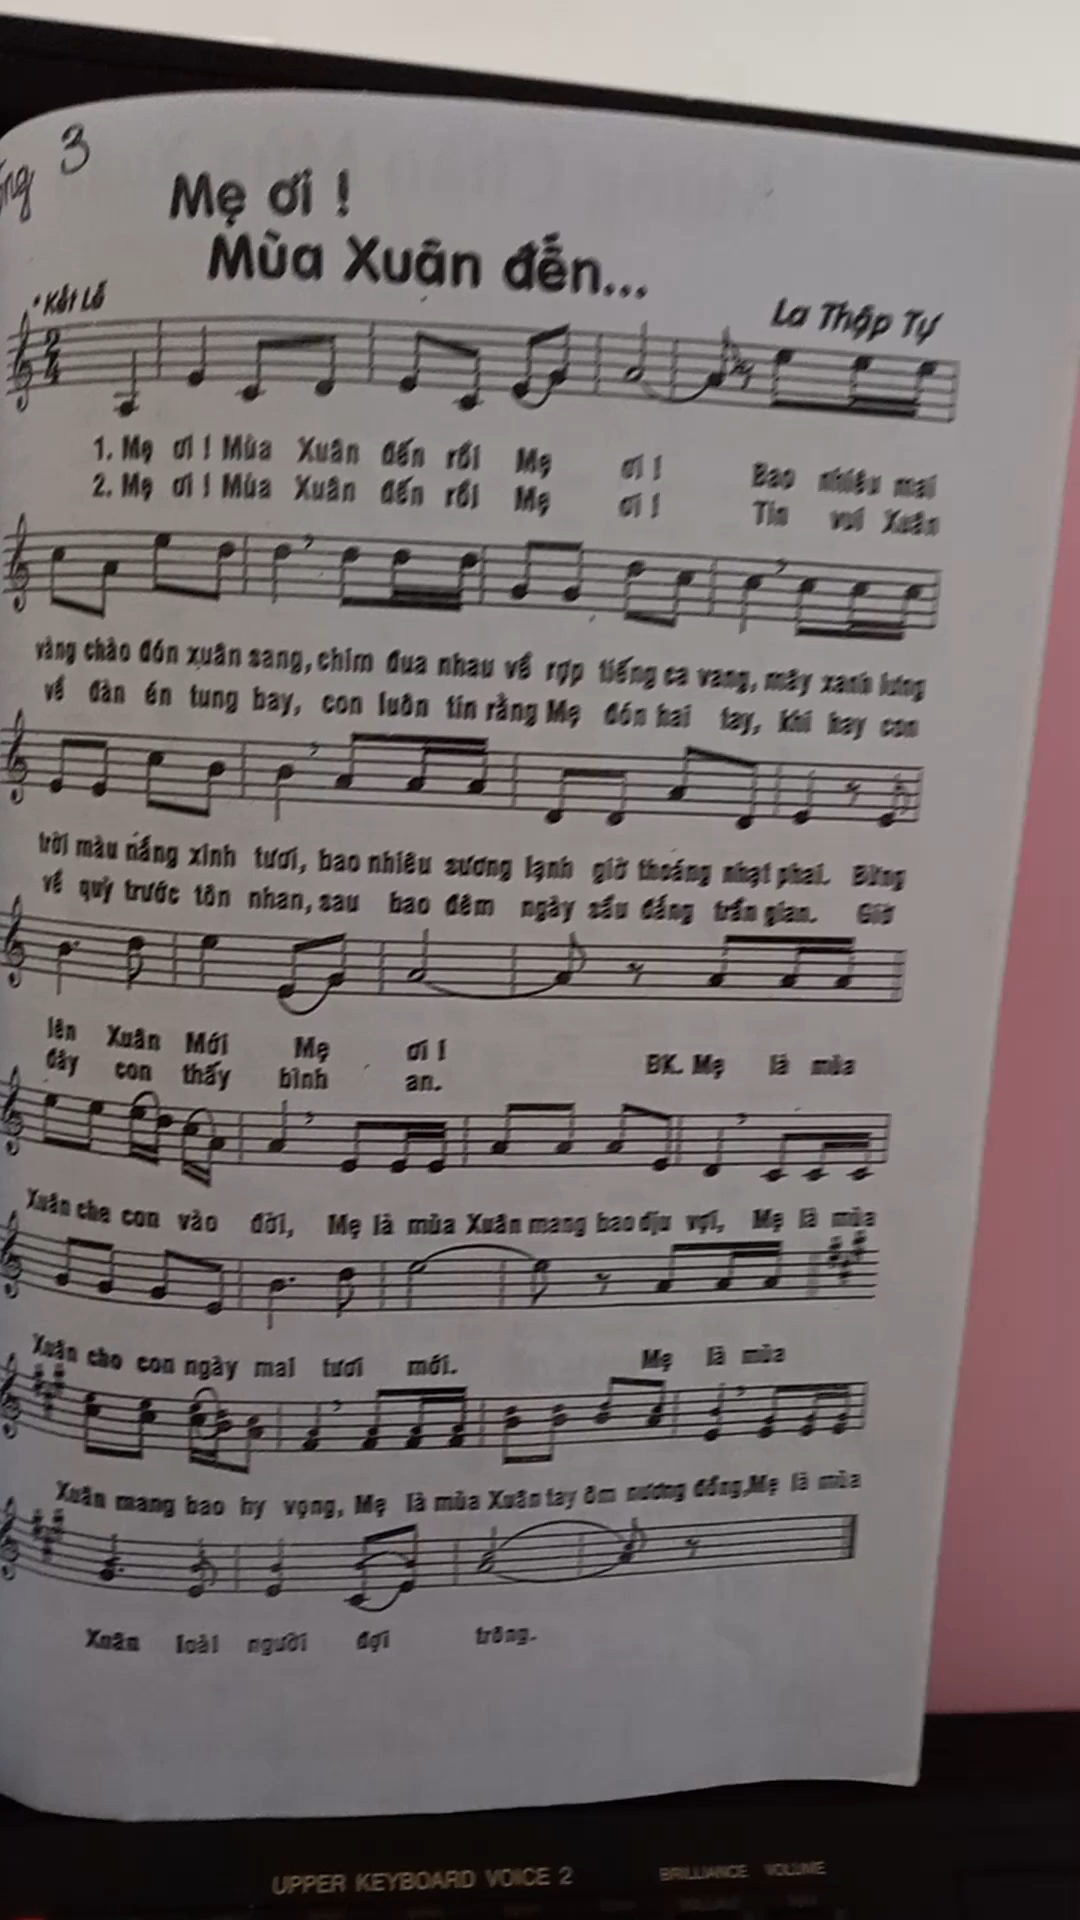 3
Mẹ ơi !
Mùa Xuân đến...
* Kết Lễ
La Thập Tự
2
4
1. Mẹ ơi ! Mùa Xuân đến rồi Mẹ ơi ! Bao nhiêu mai
2. Mẹ ơi ! Mùa Xuân đến rồi Mẹ ơi ! Tin vui Xuân
vàng chào đón xuân sang, chim đua nhau về rợp tiếng ca vang, mây xanh lưng
về đàn én tung bay, con luôn tin rằng Mẹ đón hai tay, khi hay con
trời màu nắng xinh tươi, bao nhiêu sương lạnh giờ thoáng nhạt phai. Bừng
về quỳ trước tôn nhan, sau bao đêm ngày sầu đắng trần gian. Giờ
lên Xuân Mới Mẹ ơi ! BK. Mẹ là mùa
đây con thấy bình an.
Xuân che con vào đời, Mẹ là mùa Xuân mang bao dịu vợi, Mẹ là mùa
Xuân cho con ngày mai tươi mới. Mẹ là mùa
Xuân mang bao hy vọng, Mẹ là mùa Xuân tay ôm nương đồng, Mẹ là mùa
Xuân loài người đợi trông.
UPPER KEYBOARD VOICE 2
BRILLIANCE VOLUME